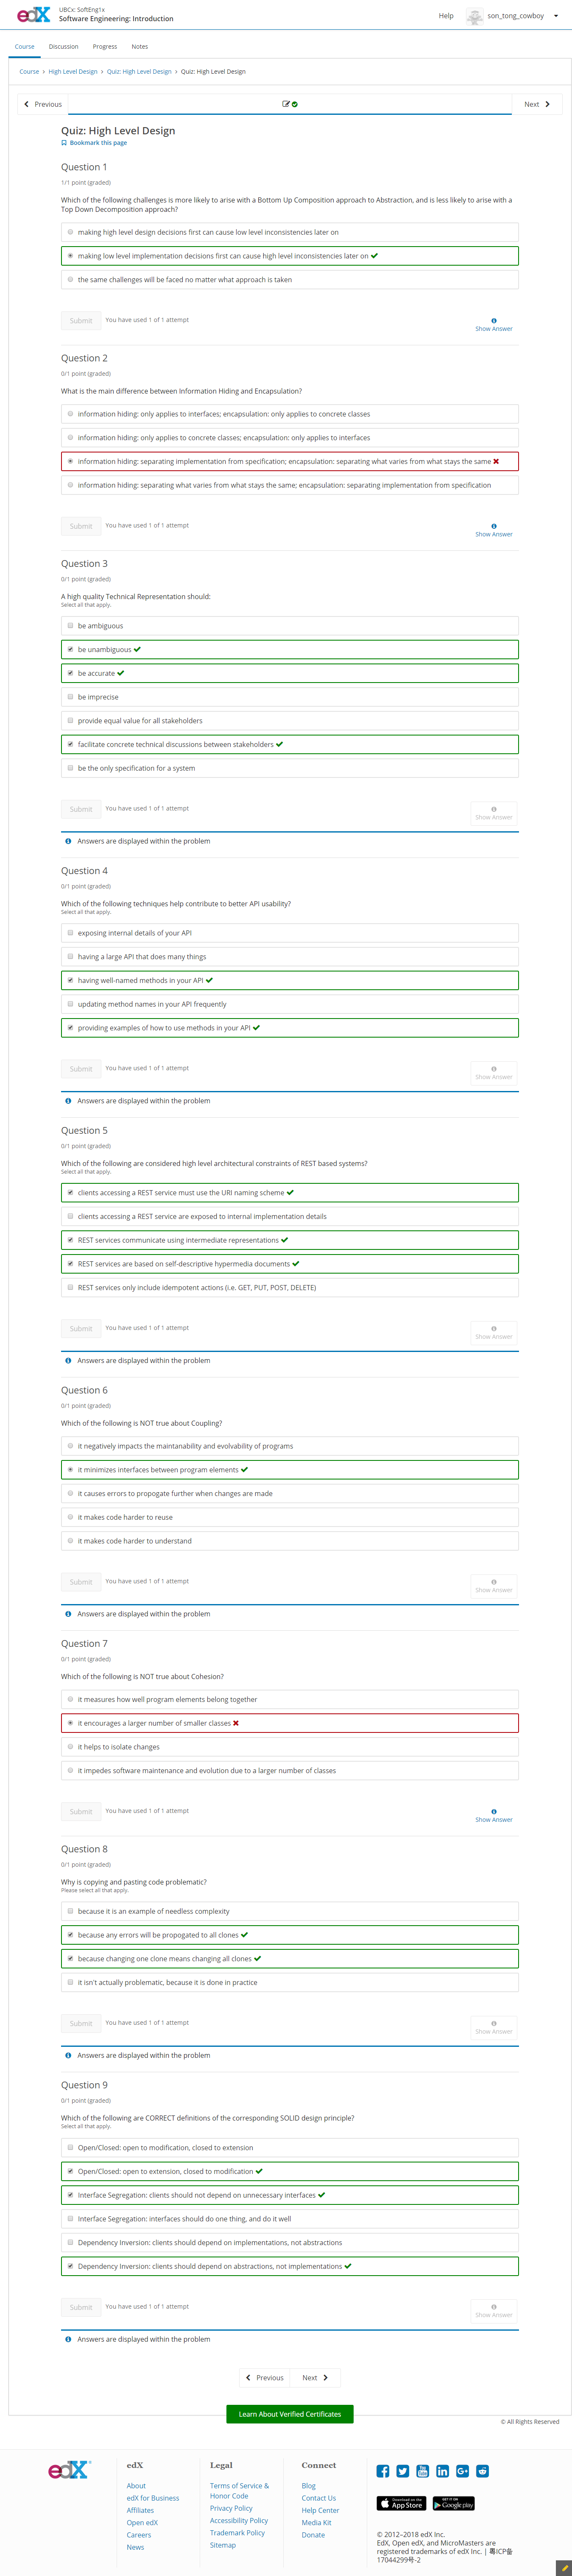 edX
UBCx: SoftEng1x
Software Engineering: Introduction
Help
son_tong_cowboy
Course
Discussion
Progress
Notes
Course › High Level Design › Quiz: High Level Design › Quiz: High Level Design
Previous
Next
Quiz: High Level Design
Bookmark this page
Question 1
1/1 point (graded)
Which of the following challenges is more likely to arise with a Bottom Up Composition approach to Abstraction, and is less likely to arise with a
Top Down Decomposition approach?
making high level design decisions first can cause low level inconsistencies later on
making low level implementation decisions first can cause high level inconsistencies later on
the same challenges will be faced no matter what approach is taken
Submit
You have used 1 of 1 attempt
Show Answer
Question 2
0/1 point (graded)
What is the main difference between Information Hiding and Encapsulation?
information hiding: only applies to interfaces; encapsulation: only applies to concrete classes
information hiding: only applies to concrete classes; encapsulation: only applies to interfaces
information hiding: separating implementation from specification; encapsulation: separating what varies from what stays the same
information hiding: separating what varies from what stays the same; encapsulation: separating implementation from specification
Submit
You have used 1 of 1 attempt
Show Answer
Question 3
0/1 point (graded)
A high quality Technical Representation should:
Select all that apply.
be ambiguous
be unambiguous
be accurate
be imprecise
provide equal value for all stakeholders
facilitate concrete technical discussions between stakeholders
be the only specification for a system
Submit
You have used 1 of 1 attempt
Show Answer
Answers are displayed within the problem
Question 4
0/1 point (graded)
Which of the following techniques help contribute to better API usability?
Select all that apply.
exposing internal details of your API
having a large API that does many things
having well-named methods in your API
updating method names in your API frequently
providing examples of how to use methods in your API
Submit
You have used 1 of 1 attempt
Show Answer
Answers are displayed within the problem
Question 5
0/1 point (graded)
Which of the following are considered high level architectural constraints of REST based systems?
Select all that apply.
clients accessing a REST service must use the URI naming scheme
clients accessing a REST service are exposed to internal implementation details
REST services communicate using intermediate representations
REST services are based on self-descriptive hypermedia documents
REST services only include idempotent actions (i.e. GET, PUT, POST, DELETE)
Submit
You have used 1 of 1 attempt
Show Answer
Answers are displayed within the problem
Question 6
0/1 point (graded)
Which of the following is NOT true about Coupling?
it negatively impacts the maintanability and evolvability of programs
it minimizes interfaces between program elements
it causes errors to propogate further when changes are made
it makes code harder to reuse
it makes code harder to understand
Submit
You have used 1 of 1 attempt
Show Answer
Answers are displayed within the problem
Question 7
0/1 point (graded)
Which of the following is NOT true about Cohesion?
it measures how well program elements belong together
it encourages a larger number of smaller classes
it helps to isolate changes
it impedes software maintenance and evolution due to a larger number of classes
Submit
You have used 1 of 1 attempt
Show Answer
Question 8
0/1 point (graded)
Why is copying and pasting code problematic?
Please select all that apply.
because it is an example of needless complexity
because any errors will be propogated to all clones
because changing one clone means changing all clones
it isn't actually problematic, because it is done in practice
Submit
You have used 1 of 1 attempt
Show Answer
Answers are displayed within the problem
Question 9
0/1 point (graded)
Which of the following are CORRECT definitions of the corresponding SOLID design principle?
Select all that apply.
Open/Closed: open to modification, closed to extension
Open/Closed: open to extension, closed to modification
Interface Segregation: clients should not depend on unnecessary interfaces
Interface Segregation: interfaces should do one thing, and do it well
Dependency Inversion: clients should depend on implementations, not abstractions
Dependency Inversion: clients should depend on abstractions, not implementations
Submit
You have used 1 of 1 attempt
Show Answer
Answers are displayed within the problem
Previous
Next
Learn About Verified Certificates
© All Rights Reserved
edX
edX
About
edX for Business
Affiliates
Open edX
Careers
News
Legal
Terms of Service &
Honor Code
Privacy Policy
Accessibility Policy
Trademark Policy
Sitemap
Connect
Blog
Contact Us
Help Center
Media Kit
Donate
Download on the
App Store
GET IT ON
Google play
© 2012–2018 edX Inc.
EdX, Open edX, and MicroMasters are
registered trademarks of edX Inc. | 粤ICP备
17044299号-2